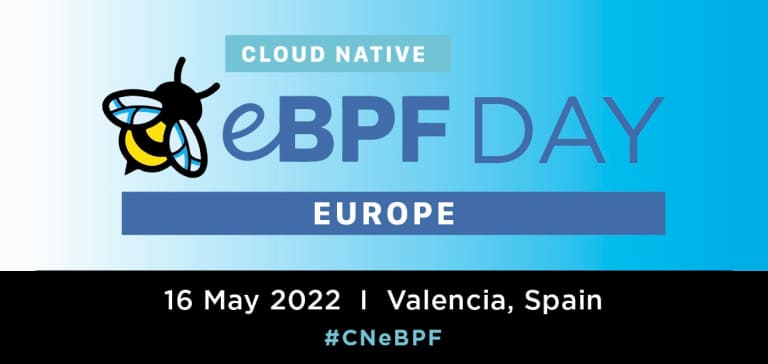 CLOUD NATIVE
eBPF DAY
EUROPE
16 May 2022 | Valencia, Spain
#CNeBPF